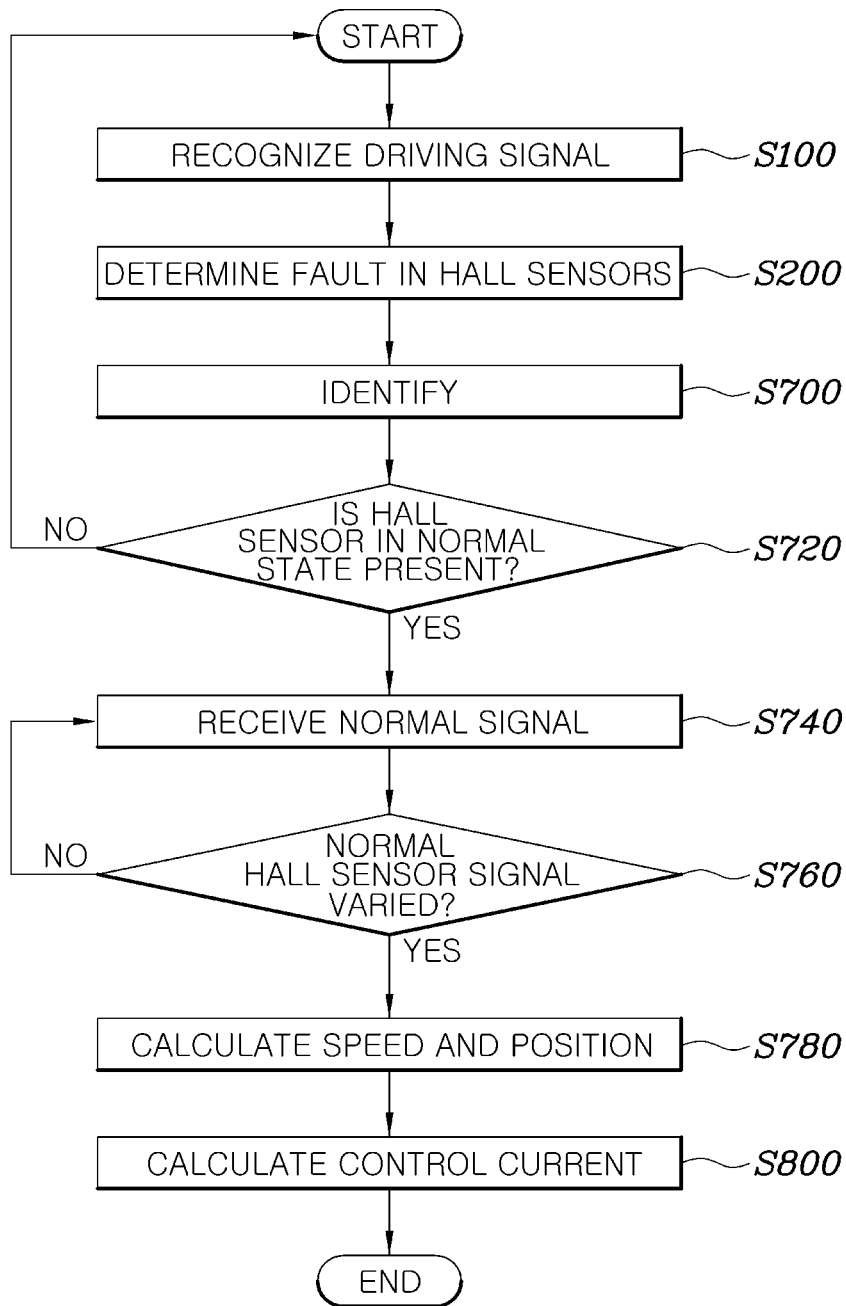 START
RECOGNIZE DRIVING SIGNAL
S100
DETERMINE FAULT IN HALL SENSORS
S200
IDENTIFY
S700
IS HALL
SENSOR IN NORMAL
STATE PRESENT?
NO
S720
YES
RECEIVE NORMAL SIGNAL
S740
NORMAL
HALL SENSOR SIGNAL
VARIED?
NO
S760
YES
CALCULATE SPEED AND POSITION
S780
CALCULATE CONTROL CURRENT
S800
END